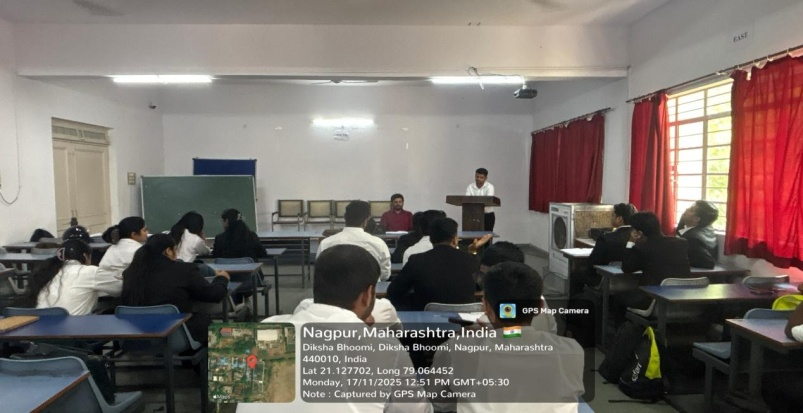 EAST
GPS Map Camera
Nagpur,Maharashtra,India 🇮🇳
Diksha Bhoomi, Diksha Bhoomi, Nagpur, Maharashtra
440010, India
Lat 21.127702, Long 79.064452
Monday, 17/11/2025 12:51 PM GMT+05:30
Note : Captured by GPS Map Camera
Safari